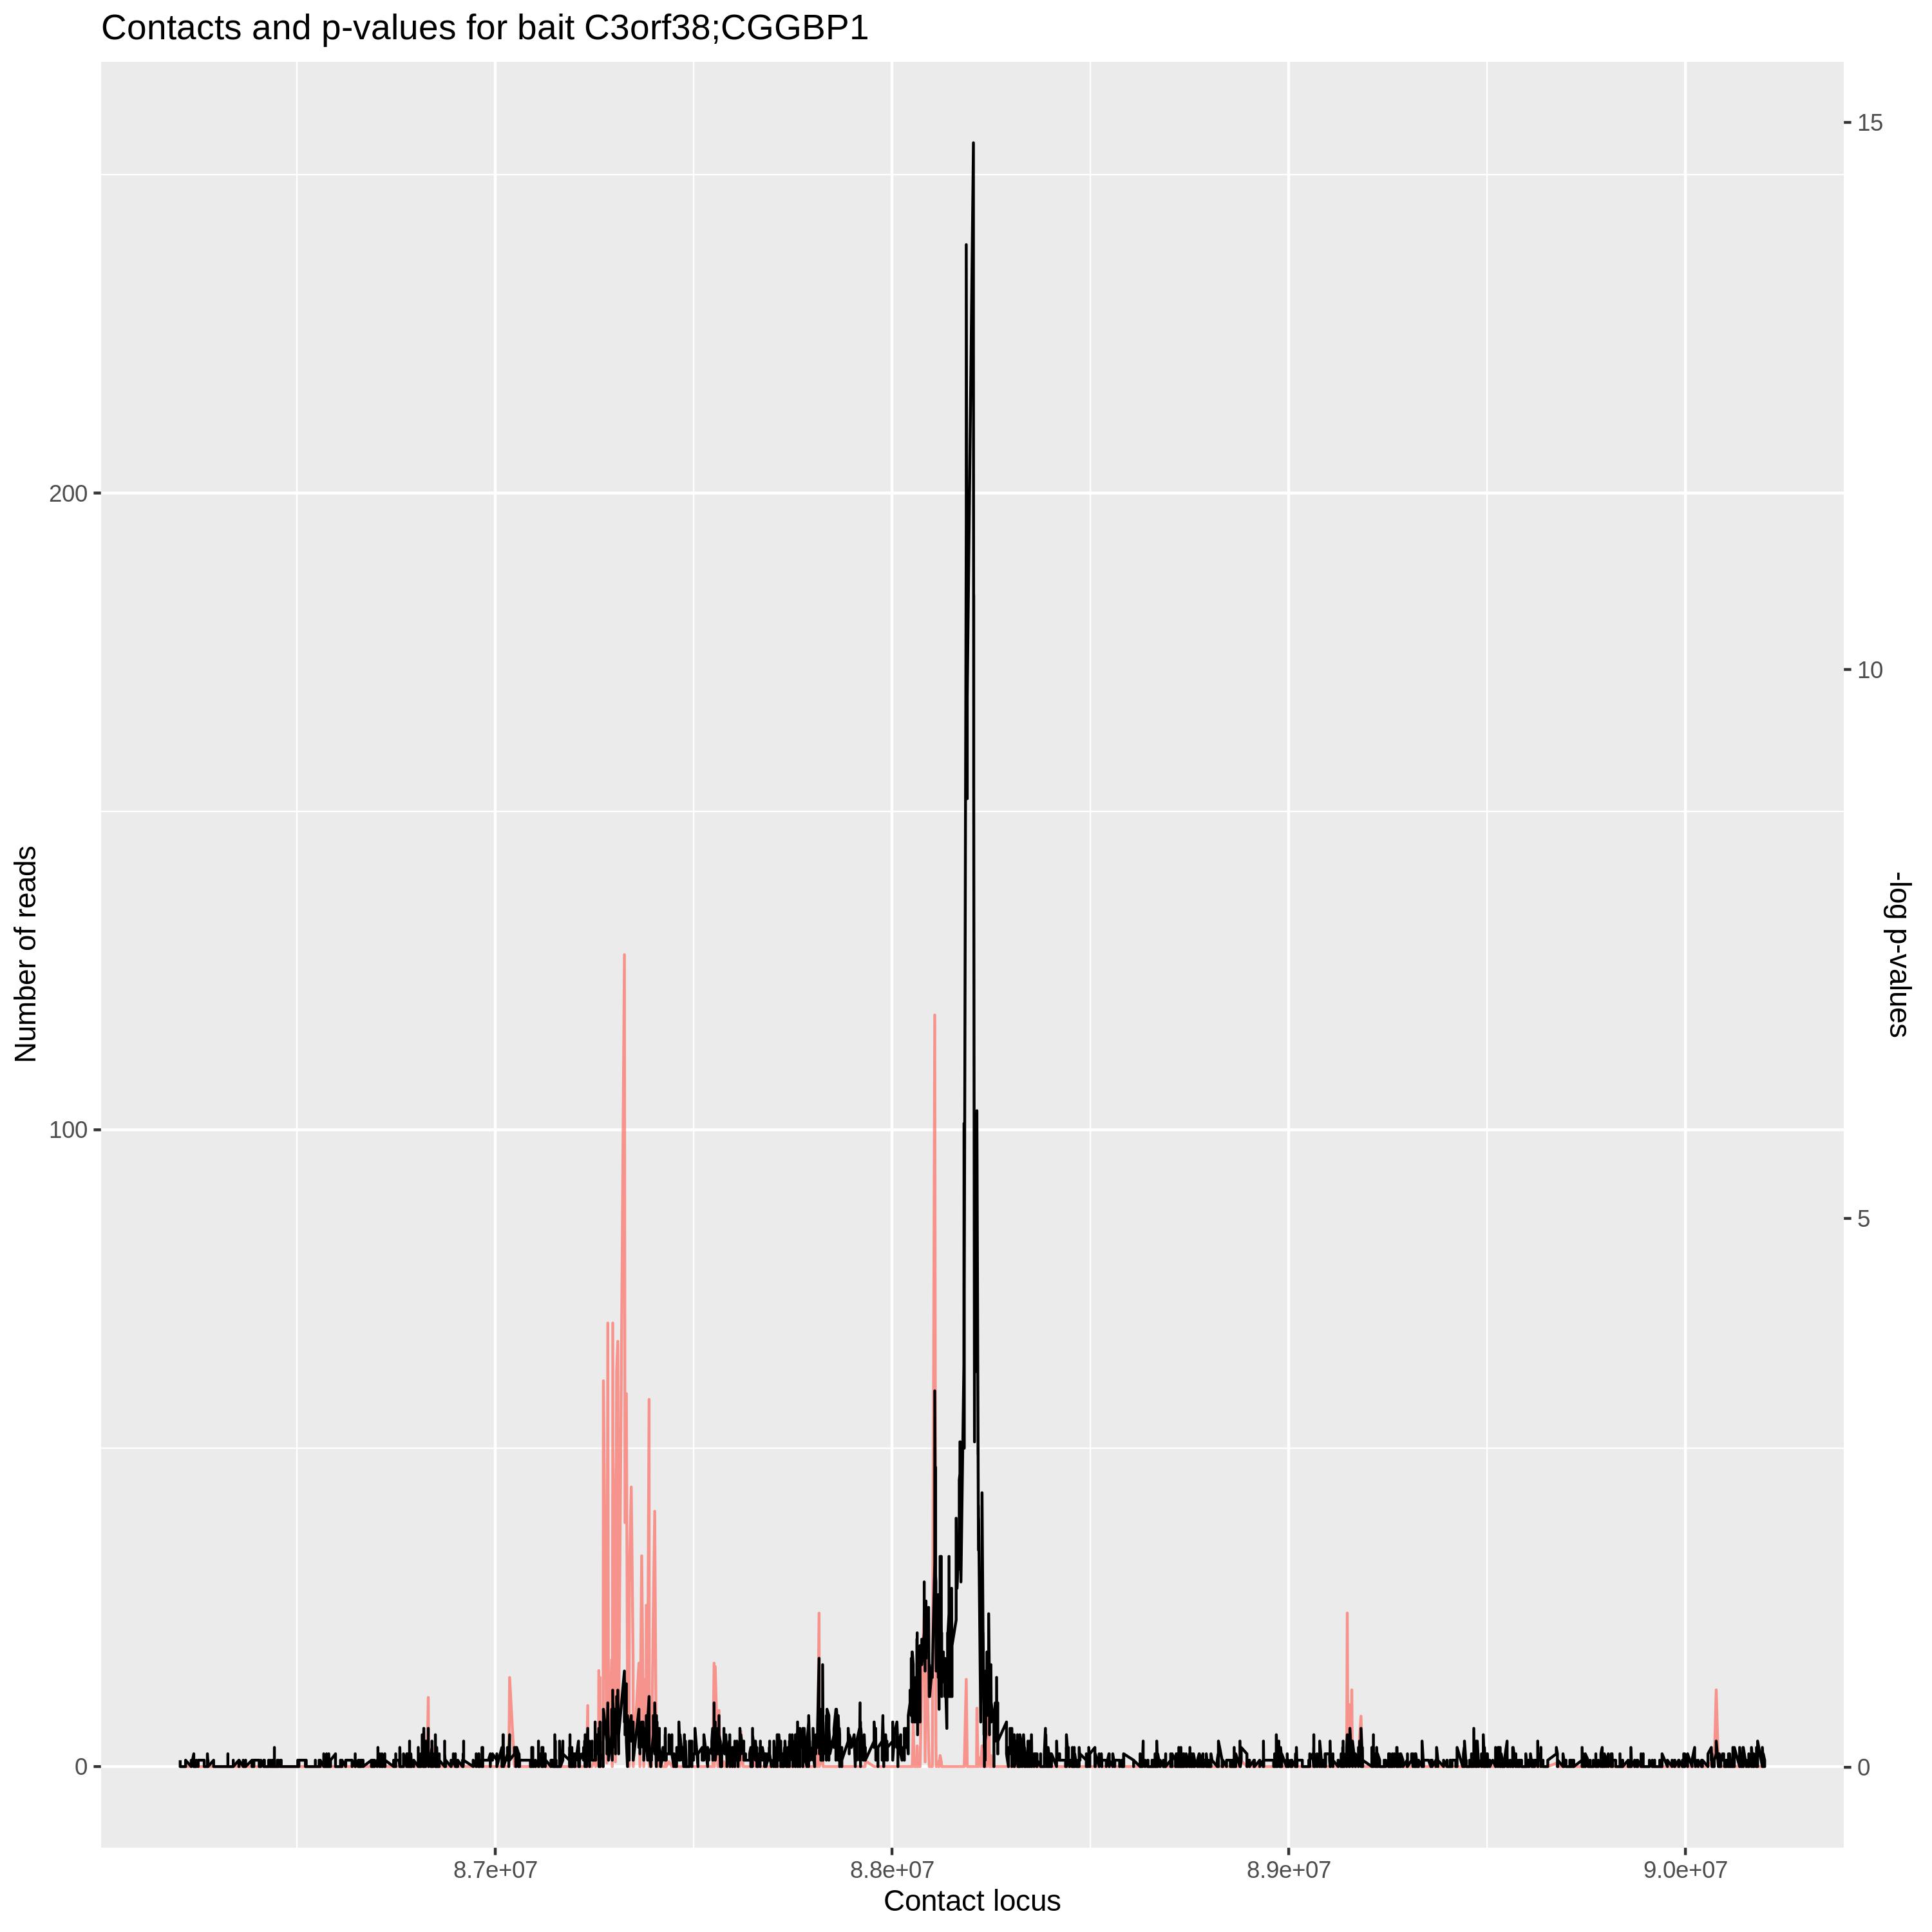 Contacts and p-values for bait C3orf38;CGGBP1
Number of reads
200
100
0
15
10
5
0
-log p-values
8.7e+07
8.8e+07
8.9e+07
9.0e+07
Contact locus